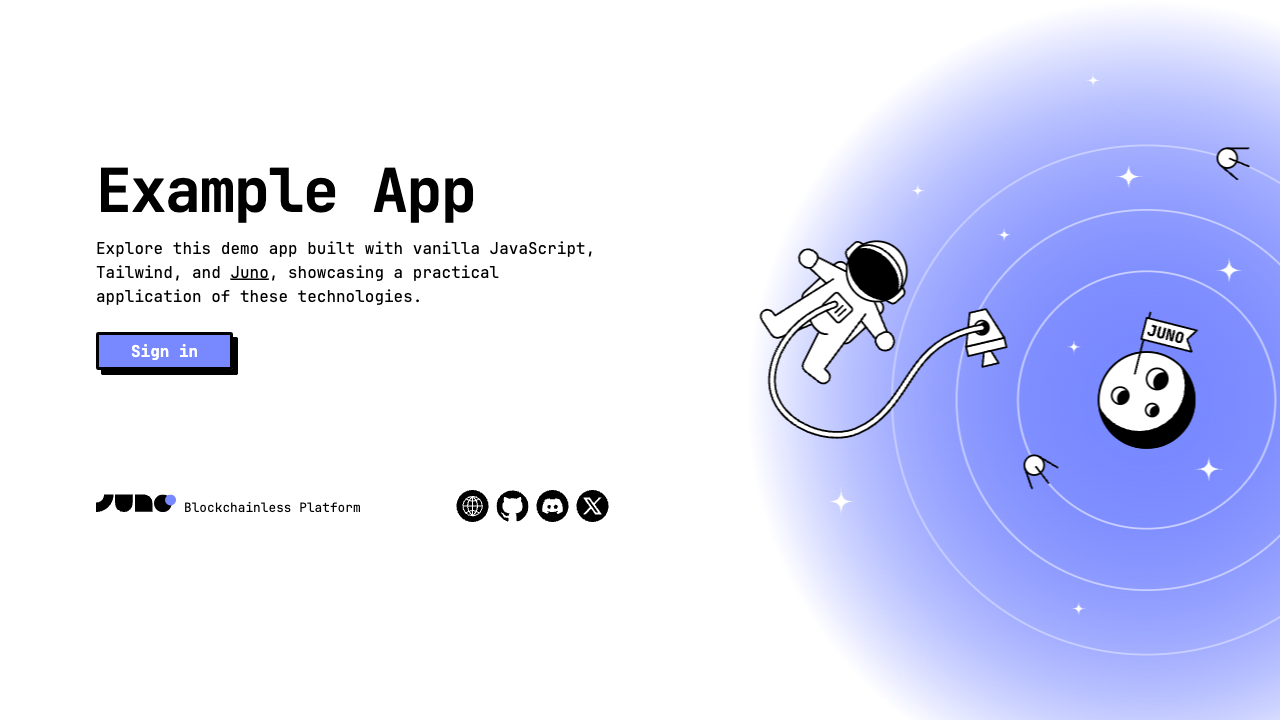 Example App
Explore this demo app built with vanilla JavaScript,
Tailwind, and Juno, showcasing a practical
application of these technologies.
Sign in
JUNO Blockchainless Platform
JUNO